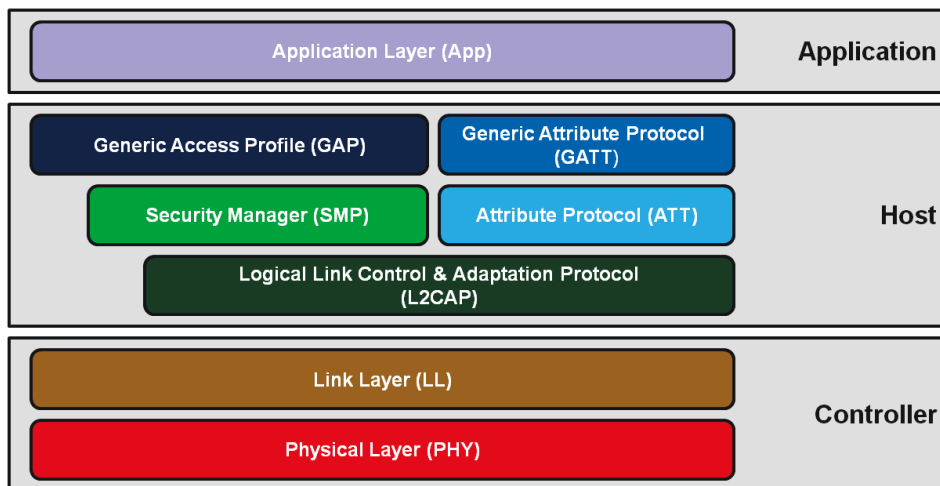 Application Layer (App)
Application
Generic Access Profile (GAP)
Generic Attribute Protocol
(GATT)
Security Manager (SMP)
Attribute Protocol (ATT)
Host
Logical Link Control & Adaptation Protocol
(L2CAP)
Link Layer (LL)
Controller
Physical Layer (PHY)